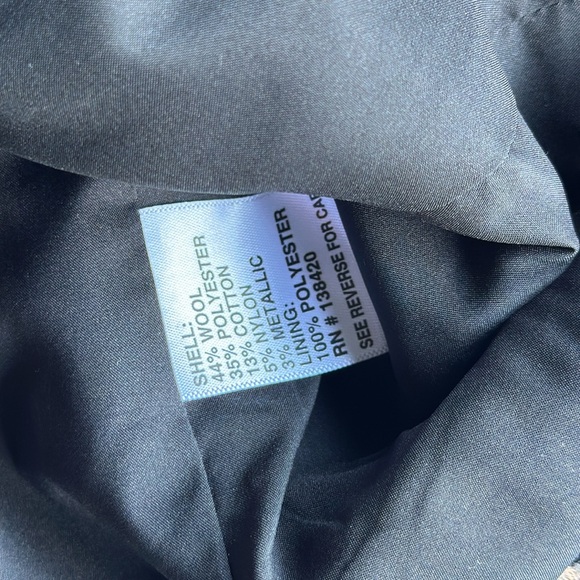 SHELL:
44% WOOL
35% POLYESTER
13% COTTON
5% NYLON
3% METALLIC
LINING:
100% POLYESTER
RN # 138420
SEE REVERSE FOR